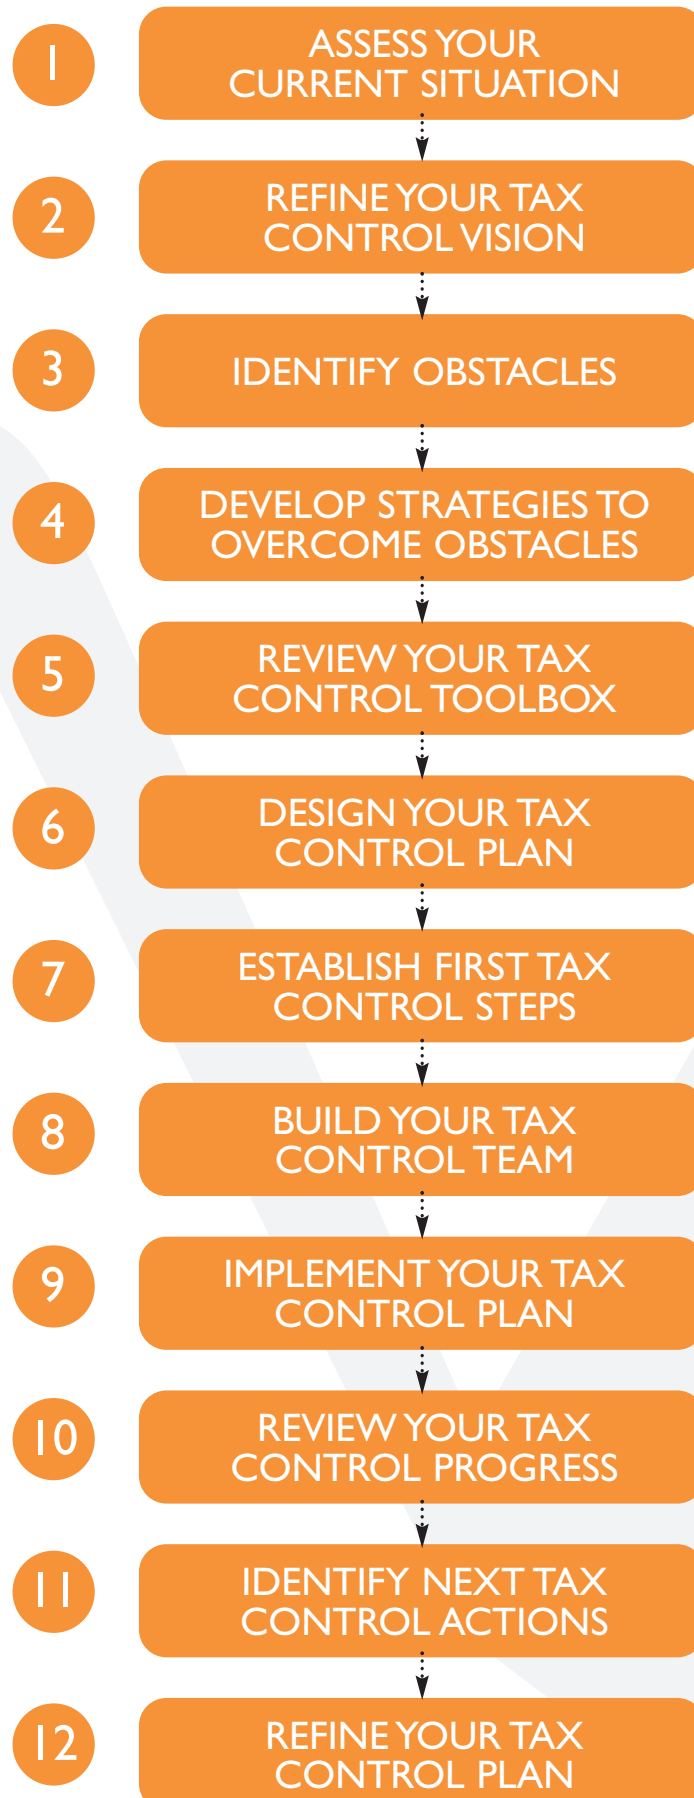 1
ASSESS YOUR
CURRENT SITUATION
2
REFINE YOUR TAX
CONTROL VISION
3
IDENTIFY OBSTACLES
4
DEVELOP STRATEGIES TO
OVERCOME OBSTACLES
5
REVIEW YOUR TAX
CONTROL TOOLBOX
6
DESIGN YOUR TAX
CONTROL PLAN
7
ESTABLISH FIRST TAX
CONTROL STEPS
8
BUILD YOUR TAX
CONTROL TEAM
9
IMPLEMENT YOUR TAX
CONTROL PLAN
10
REVIEW YOUR TAX
CONTROL PROGRESS
11
IDENTIFY NEXT TAX
CONTROL ACTIONS
12
REFINE YOUR TAX
CONTROL PLAN